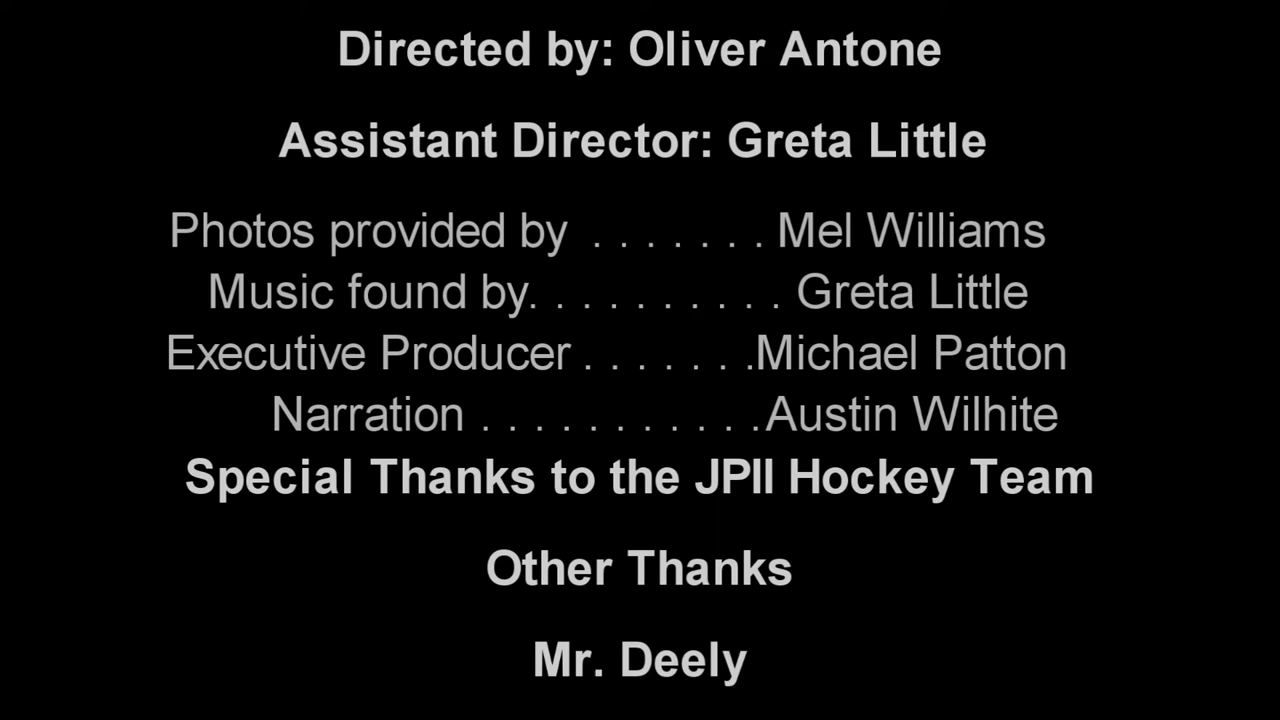 Directed by: Oliver Antone
Assistant Director: Greta Little
Photos provided by . . . . . . . Mel Williams
Music found by. . . . . . . . . . Greta Little
Executive Producer . . . . . . .Michael Patton
Narration . . . . . . . . . . .Austin Wilhite
Special Thanks to the JPII Hockey Team
Other Thanks
Mr. Deely